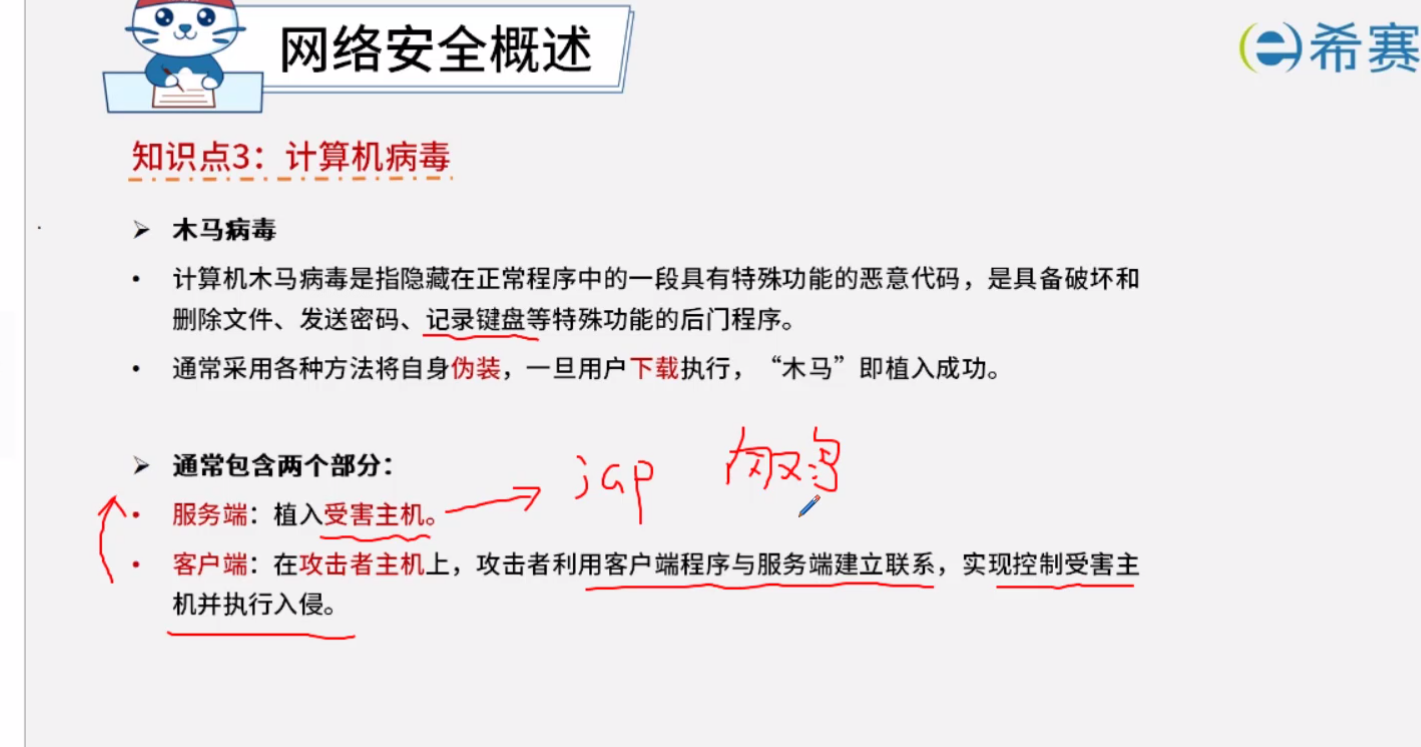 网络安全概述
希赛
知识点3：计算机病毒
➢ 木马病毒
• 计算机木马病毒是指隐藏在正常程序中的一段具有特殊功能的恶意代码，是具备破坏和
删除文件、发送密码、记录键盘等特殊功能的后门程序。
• 通常采用各种方法将自身伪装，一旦用户下载执行，“木马”即植入成功。
➢ 通常包含两个部分：
• 服务端：植入受害主机。
• 客户端：在攻击者主机上，攻击者利用客户端程序与服务端建立联系，实现控制受害主
机并执行入侵。